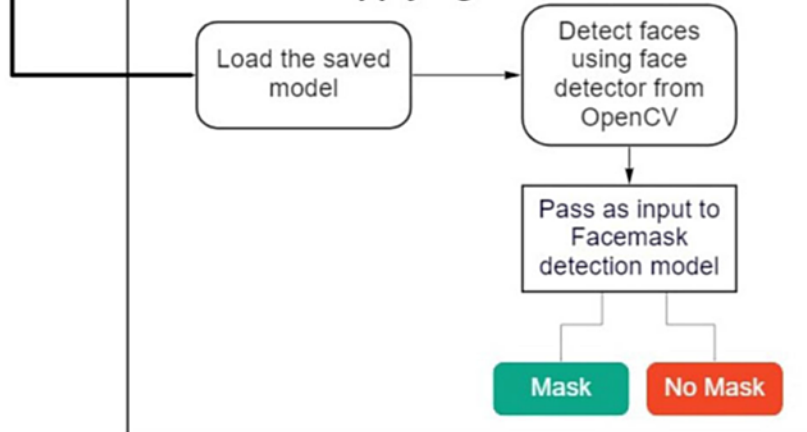 Load the saved
model
Detect faces
using face
detector from
OpenCV
Pass as input to
Facemask
detection model
Mask
No Mask